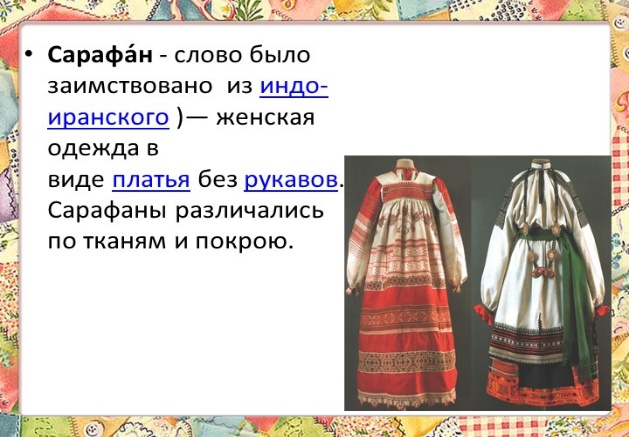 • Сарафа́н - слово было
заимствовано из индо-
иранского )— женская
одежда в
виде платья без рукавов.
Сарафаны различались
по тканям и покрою.